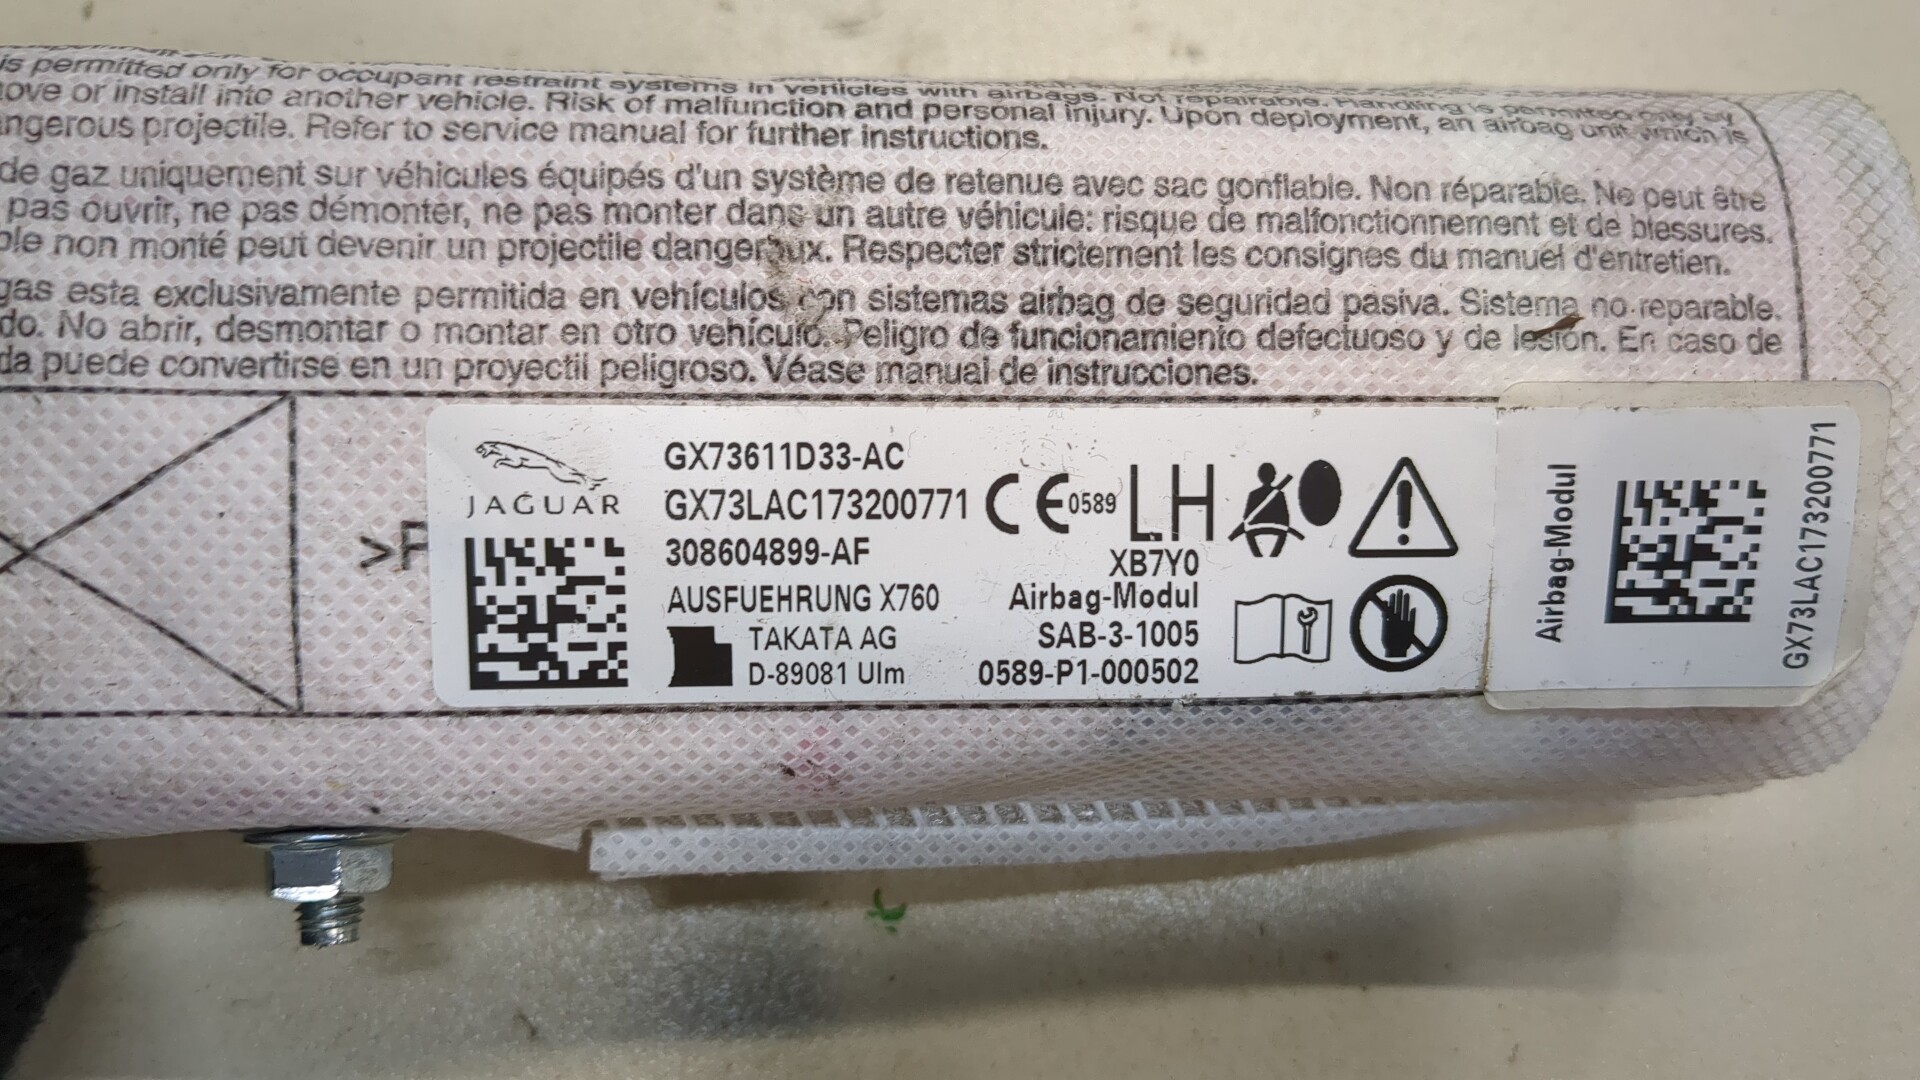 is permitted only for occupant restraint systems in vehicles with airbags. Not repairable. Handling is permitted only by
ove or install into another vehicle. Risk of malfunction and personal injury. Upon deployment, an airbag unit which is
ngerous projectile. Refer to service manual for further instructions.
de gaz uniquement sur véhicules équipés d'un système de retenue avec sac gonflable. Non réparable. Ne peut être
pas ouvrir, ne pas démonter, ne pas monter dans un autre véhicule: risque de malfonctionnement et de blessures.
ble non monté peut devenir un projectile dangereux. Respecter strictement les consignes du manuel d'entretien.
gas esta exclusivamente permitida en vehículos con sistemas airbag de seguridad pasiva. Sistema no reparable.
do. No abrir, desmontar o montar en otro vehículo. Peligro de funcionamiento defectuoso y de lesión. En caso de
da puede convertirse en un proyectil peligroso. Véase manual de instrucciones.
>P
JAGUAR
GX73611D33-AC
GX73LAC173200771
308604899-AF
AUSFUEHRUNG X760
TAKATA AG
D-89081 Ulm
CE 0589 LH
XB7Y0
Airbag-Modul
SAB-3-1005
0589-P1-000502
Airbag-Modul
GX73LAC173200771